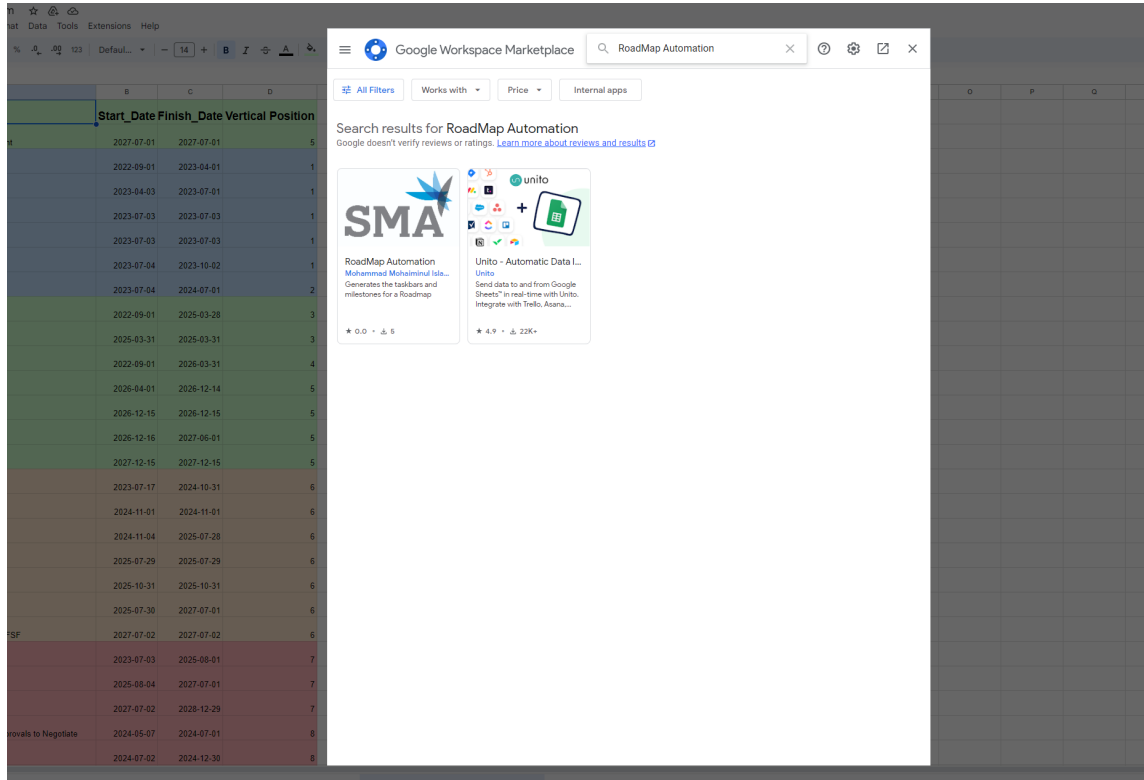 Data Tools Extensions Help
% .0 .00 123 Defaul... 14 B I A
Google Workspace Marketplace
RoadMap Automation
All Filters
Works with
Price
Internal apps
Search results for RoadMap Automation
Google doesn't verify reviews or ratings. Learn more about reviews and results
SMA
RoadMap Automation
Mohammad Mohaiminul Isla...
Generates the taskbars and
milestones for a Roadmap
0.0 • 5
unito
Unito - Automatic Data I...
Unito
Send data to and from Google
Sheets™ in real-time with Unito.
Integrate with Trello, Asana,...
4.9 • 22K+
B C D O P Q
Start_Date Finish_Date Vertical Position
2027-07-01 2027-07-01 5
2022-09-01 2023-04-01 1
2023-04-03 2023-07-01 1
2023-07-03 2023-07-03 1
2023-07-03 2023-07-03 1
2023-07-04 2023-10-02 1
2023-07-04 2024-07-01 2
2022-09-01 2025-03-28 3
2025-03-31 2025-03-31 3
2022-09-01 2026-03-31 4
2026-04-01 2026-12-14 5
2026-12-15 2026-12-15 5
2026-12-16 2027-06-01 5
2027-12-15 2027-12-15 5
2023-07-17 2024-10-31 6
2024-11-01 2024-11-01 6
2024-11-04 2025-07-28 6
2025-07-29 2025-07-29 6
2025-10-31 2025-10-31 6
2025-07-30 2027-07-01 6
FSF 2027-07-02 2027-07-02 6
2023-07-03 2025-08-01 7
2025-08-04 2027-07-01 7
2027-07-02 2028-12-29 7
provals to Negotiate 2024-05-07 2024-07-01 8
2024-07-02 2024-12-30 8